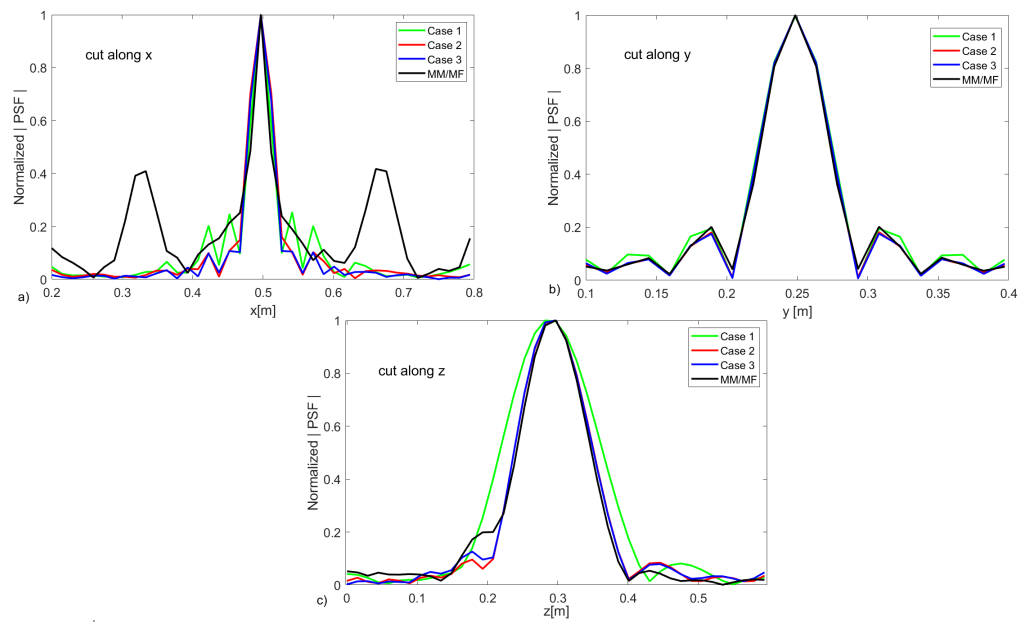 Normalized | PSF |
1
0.8
0.6
0.4
0.2
0
cut along x
Case 1
Case 2
Case 3
MM/MF
0.2 0.3 0.4 0.5 0.6 0.7 0.8
x[m]
a)
Normalized | PSF |
1
0.8
0.6
0.4
0.2
0
cut along y
Case 1
Case 2
Case 3
MM/MF
0.1 0.15 0.2 0.25 0.3 0.35 0.4
y [m]
b)
Normalized | PSF |
1
0.8
0.6
0.4
0.2
0
cut along z
Case 1
Case 2
Case 3
MM/MF
0 0.1 0.2 0.3 0.4 0.5
z[m]
c)